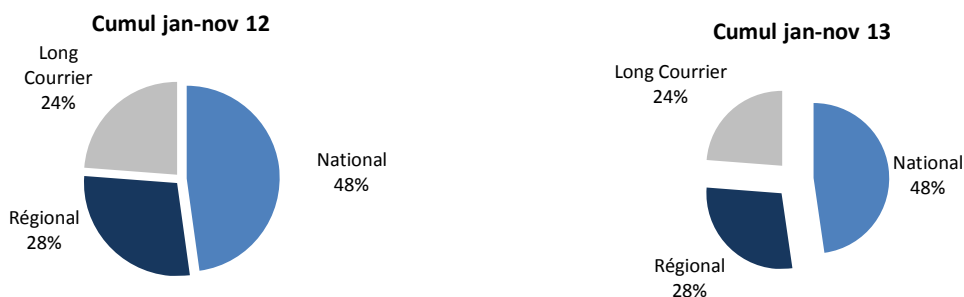 Cumul jan-nov 12
Long
Courrier
24%
National
48%
Régional
28%
Cumul jan-nov 13
Long Courrier
24%
National
48%
Régional
28%